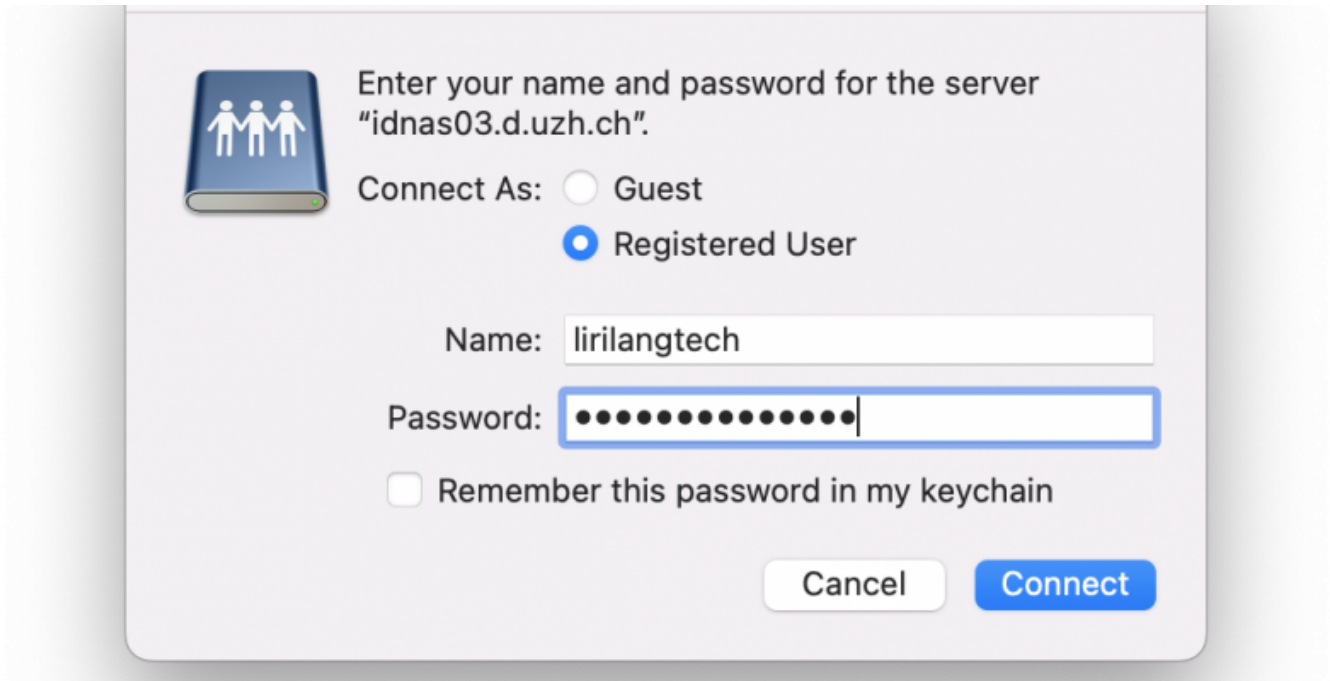 Enter your name and password for the server
“idnas03.d.uzh.ch”.
Connect As: Guest
Registered User
Name: lirilangtech
Password: ••••••••••••••
Remember this password in my keychain
Cancel Connect